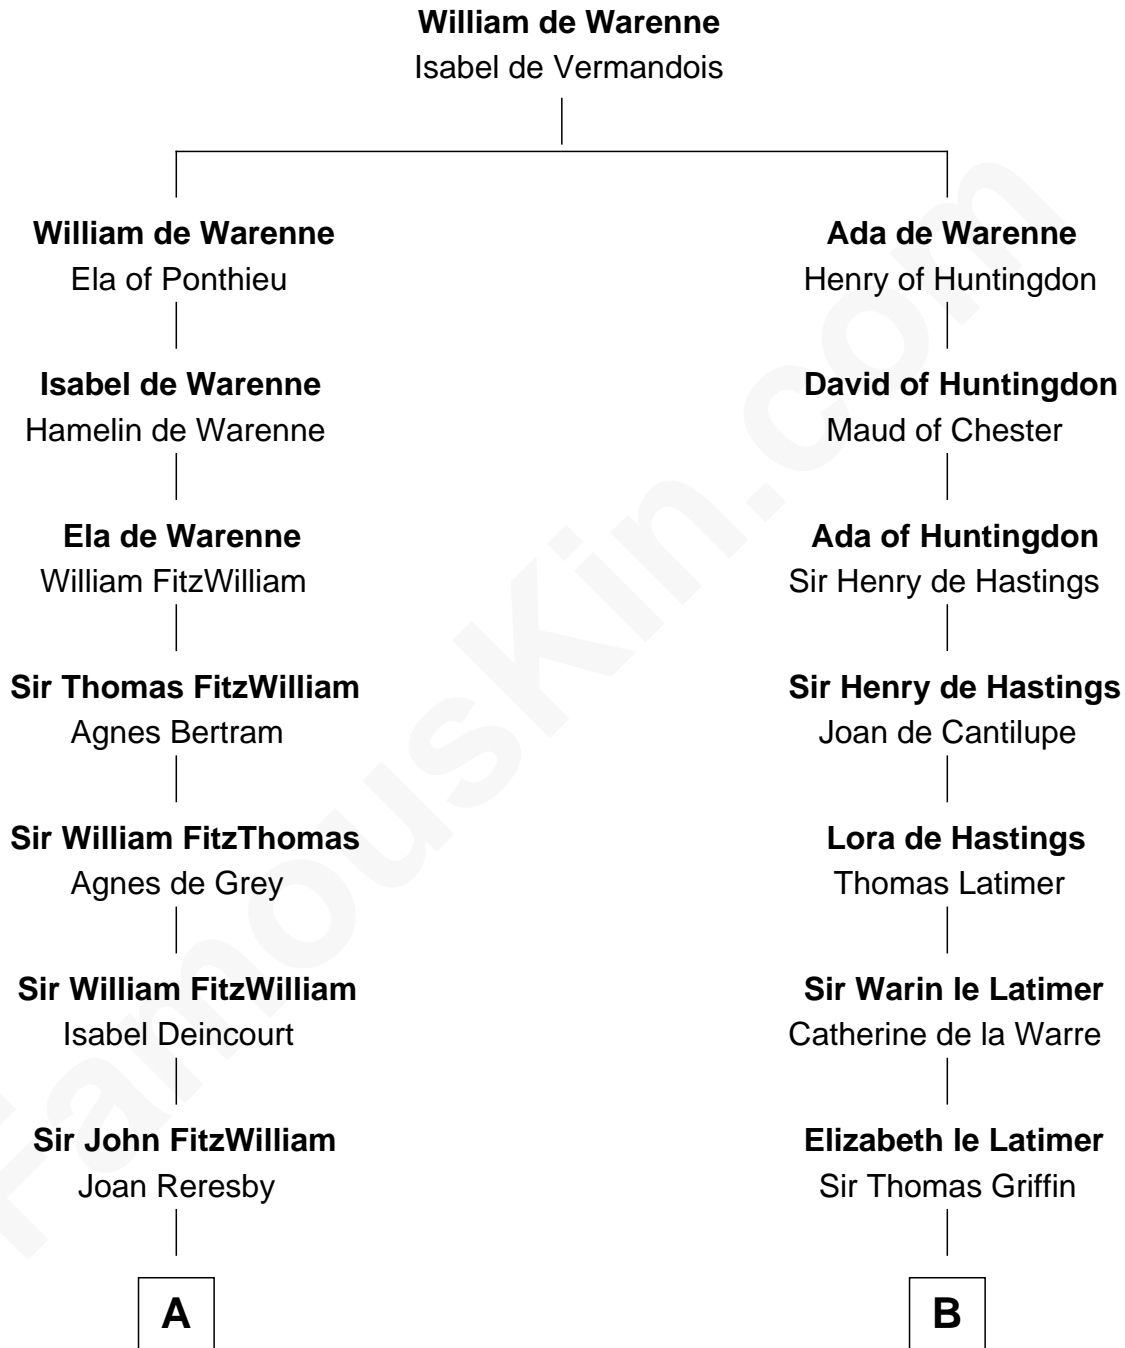 William de Warenne
Isabel de Vermandois
William de Warenne
Ela of Ponthieu
Isabel de Warenne
Hamelin de Warenne
Ela de Warenne
William FitzWilliam
Sir Thomas FitzWilliam
Agnes Bertram
Sir William FitzThomas
Agnes de Grey
Sir William FitzWilliam
Isabel Deincourt
Sir John FitzWilliam
Joan Reresby
A
Ada de Warenne
Henry of Huntingdon
David of Huntingdon
Maud of Chester
Ada of Huntingdon
Sir Henry de Hastings
Sir Henry de Hastings
Joan de Cantilupe
Lora de Hastings
Thomas Latimer
Sir Warin le Latimer
Catherine de la Warre
Elizabeth le Latimer
Sir Thomas Griffin
B
FamousKin.com